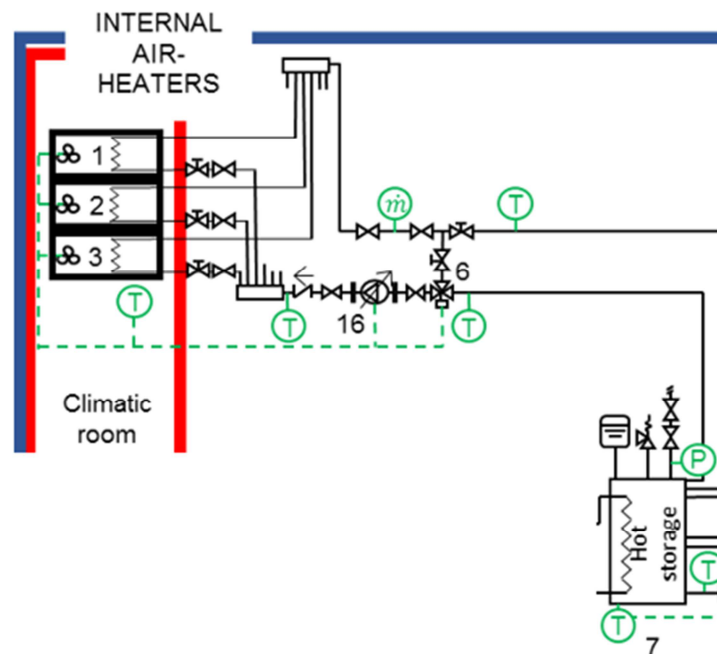 INTERNAL
AIR-
HEATERS
1
2
3
ṁ
T
6
T
T
T
16
Climatic
room
P
Hot
storage
T
T
7